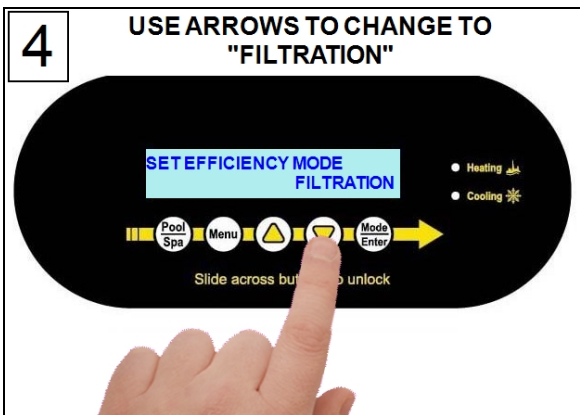 4
USE ARROWS TO CHANGE TO
"FILTRATION"
SET EFFICIENCY MODE
FILTRATION
Heating
Cooling
Pool
Spa
Menu
Mode
Enter
Slide across but o unlock